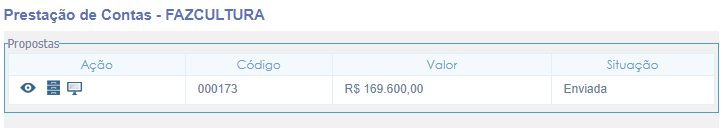 Prestação de Contas - FAZCULTURA
Propostas
Ação Código Valor Situação
000173 R$ 169.600,00 Enviada